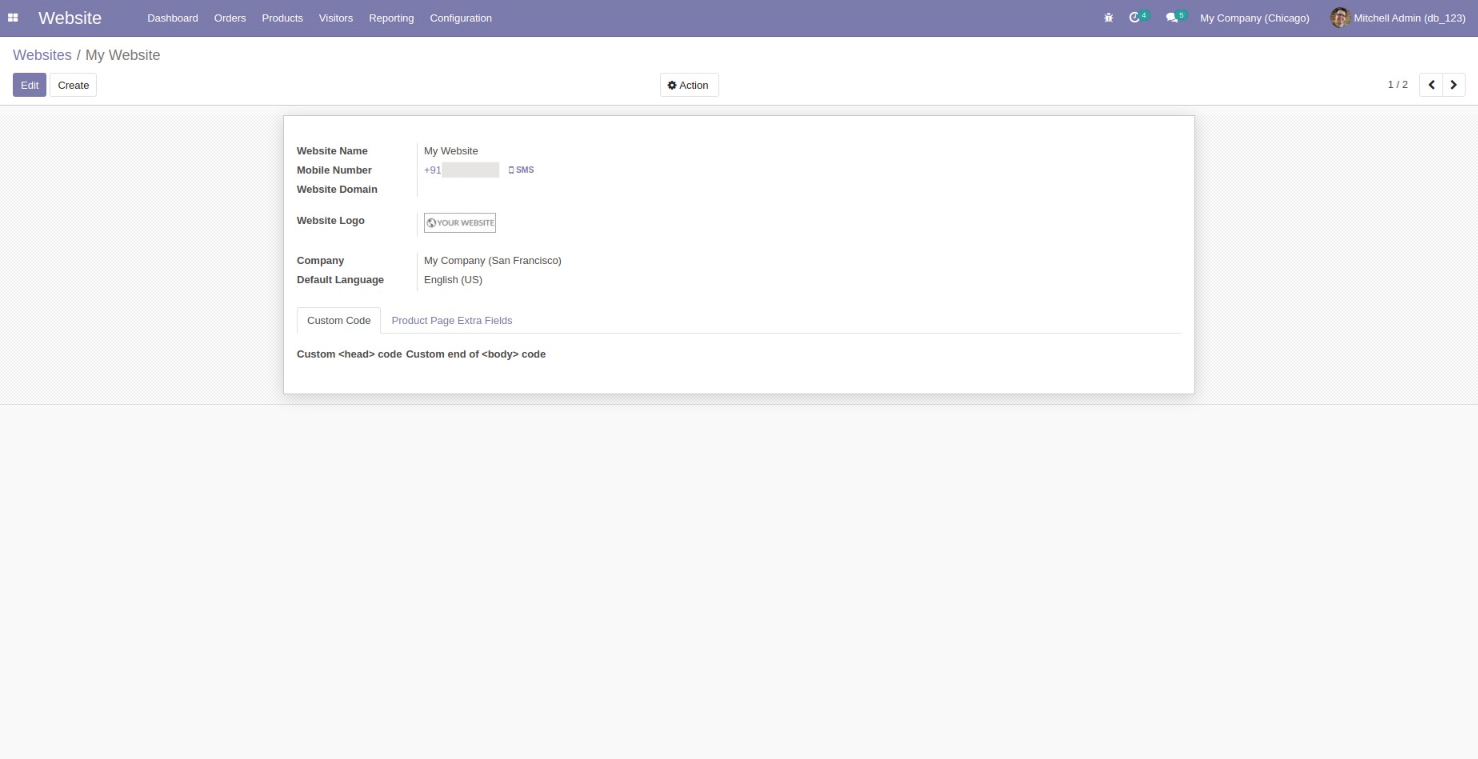 Website Dashboard Orders Products Visitors Reporting Configuration 4 5 My Company (Chicago) Mitchell Admin (db_123)
Websites / My Website
Edit Create Action 1 / 2
Website Name My Website
Mobile Number +91 SMS
Website Domain
Website Logo YOUR WEBSITE
Company My Company (San Francisco)
Default Language English (US)
Custom Code Product Page Extra Fields
Custom <head> code Custom end of <body> code